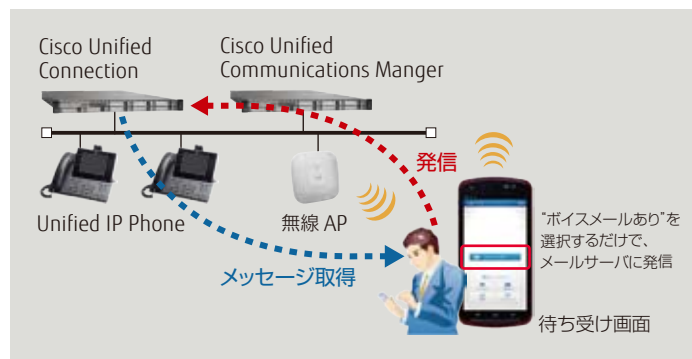 Cisco Unified
Connection
Cisco Unified
Communications Manger
発信
Unified IP Phone
無線 AP
メッセージ取得
“ボイスメールあり”を
選択するだけで、
メールサーバに発信
待ち受け画面